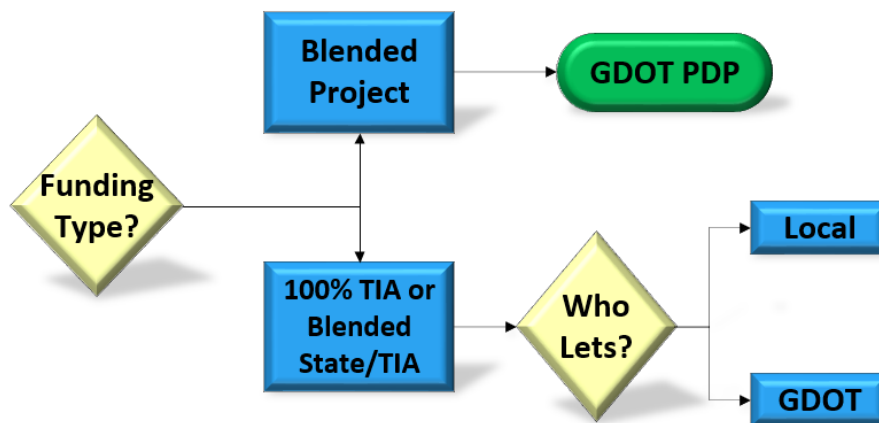 Blended
Project
GDOT PDP
Funding
Type?
100% TIA or
Blended
State/TIA
Who
Lets?
Local
GDOT